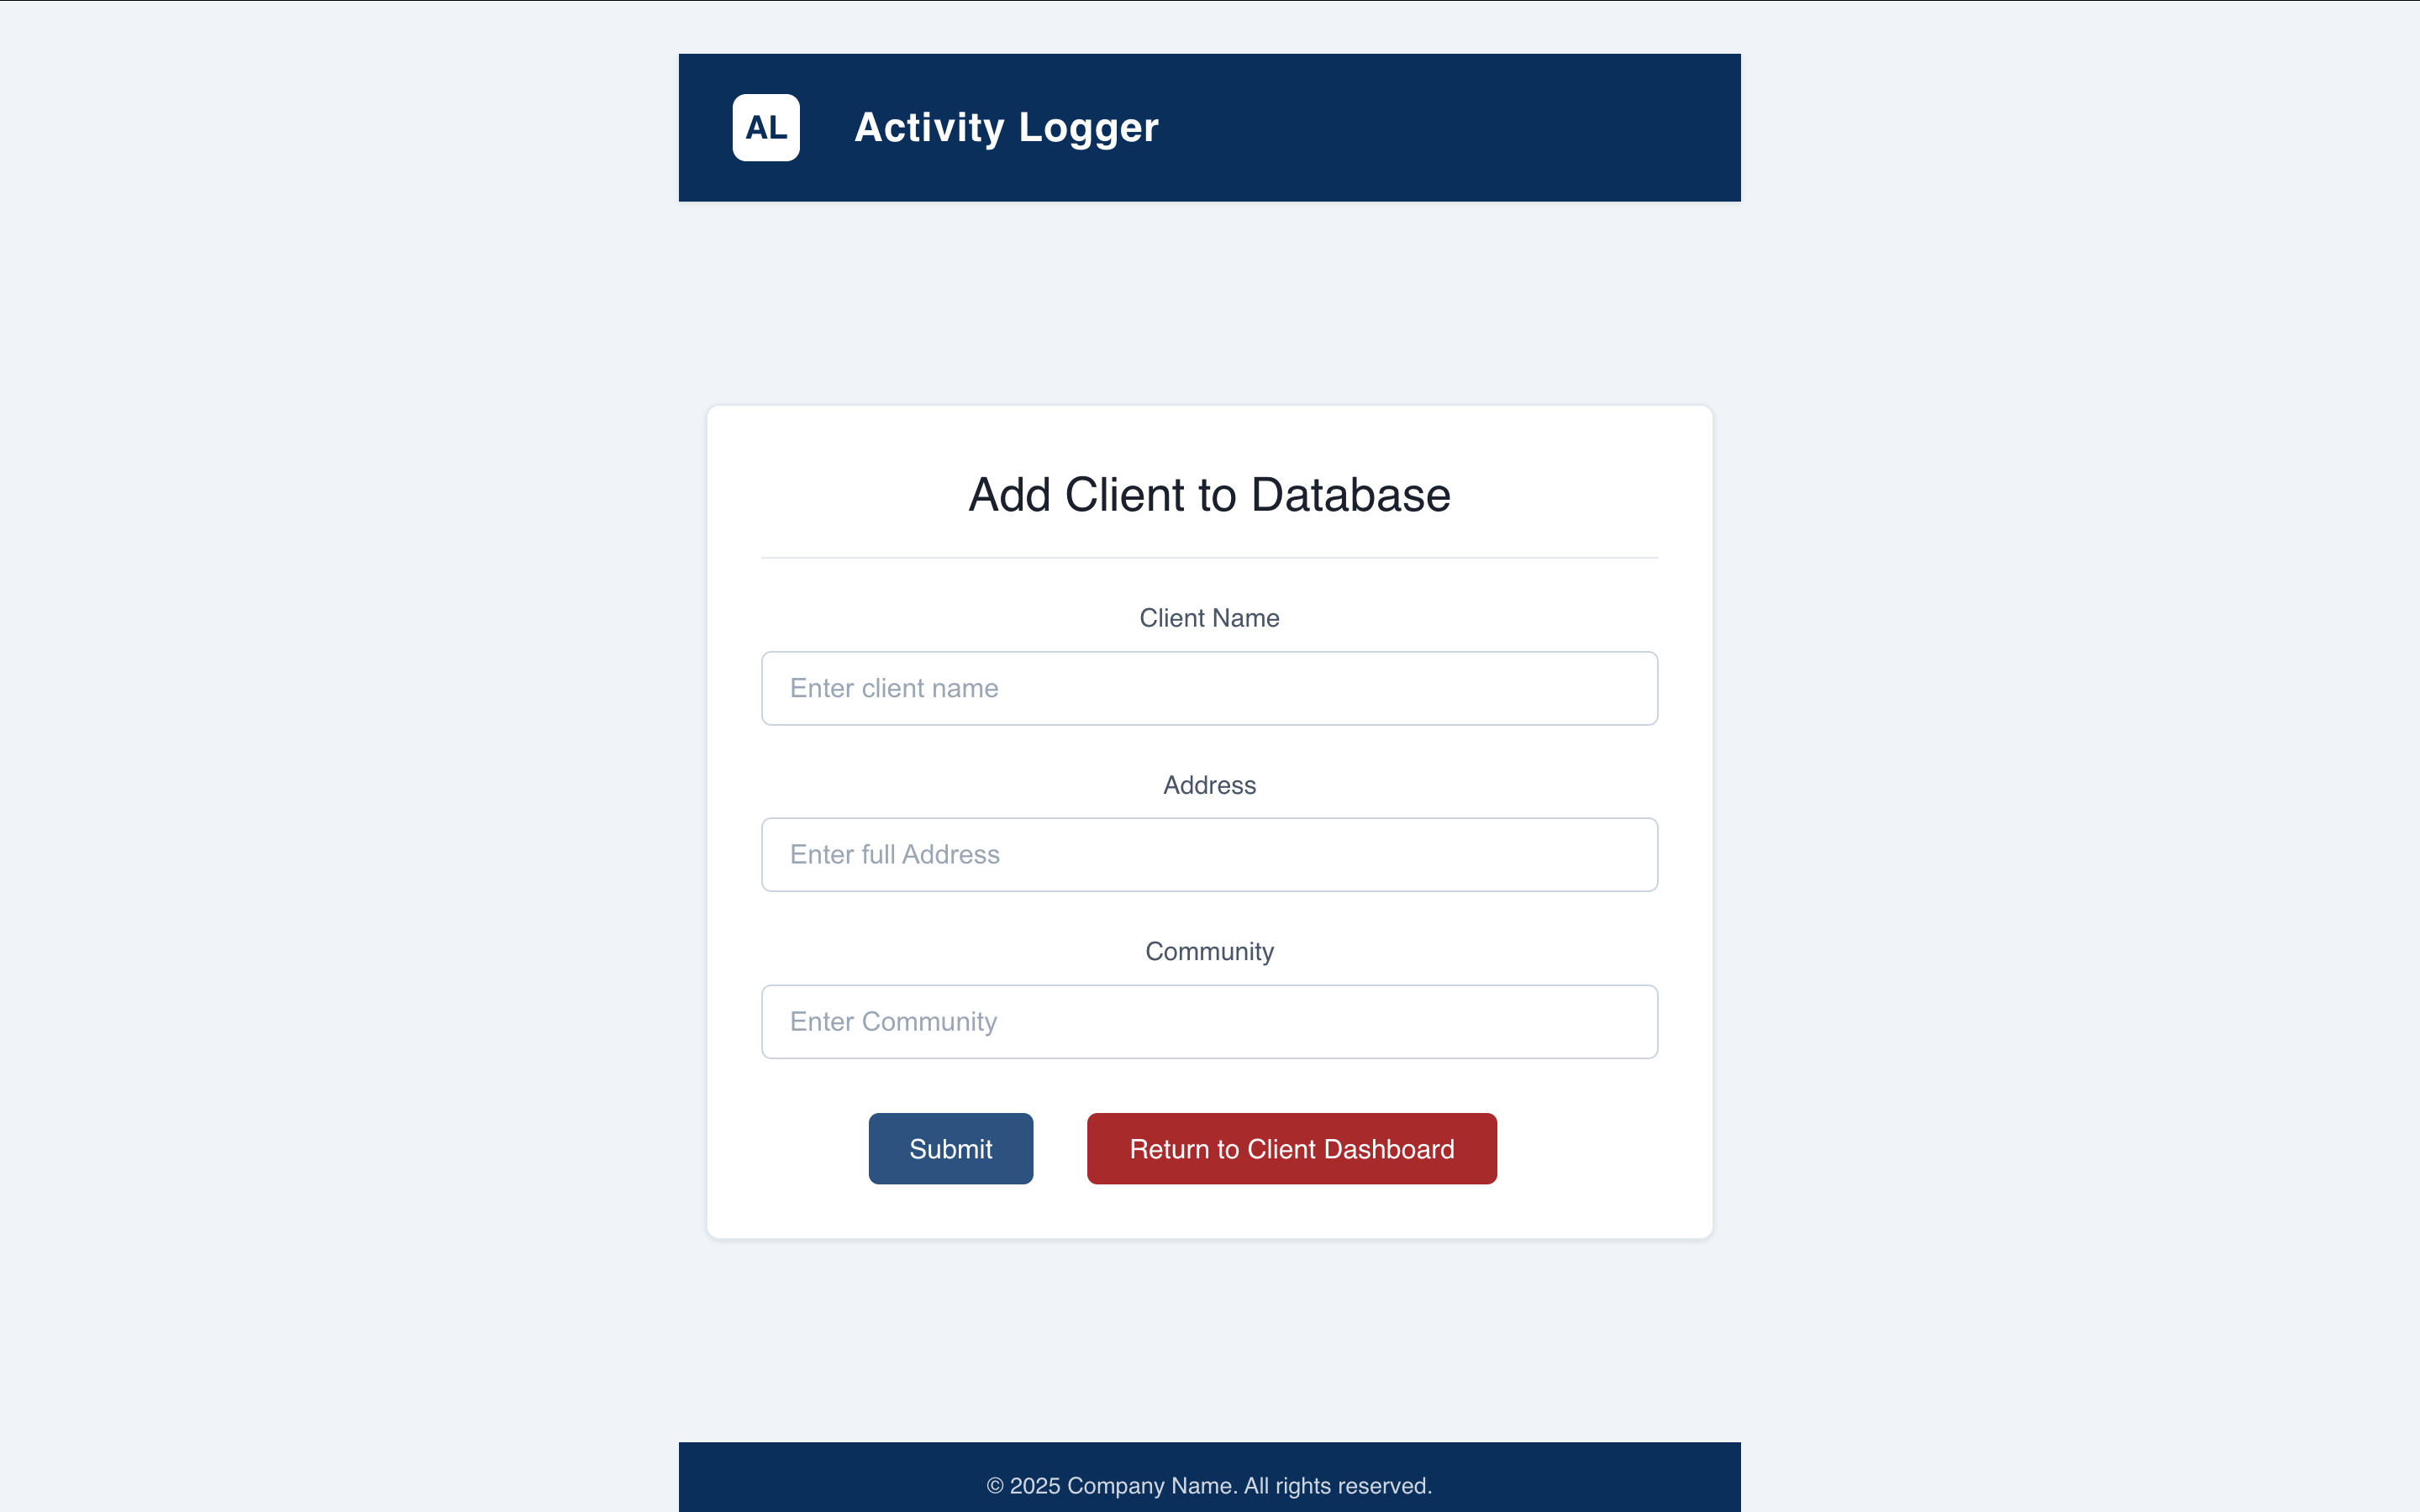 AL
Activity Logger
Add Client to Database
Client Name
Enter client name
Address
Enter full Address
Community
Enter Community
Submit
Return to Client Dashboard
© 2025 Company Name. All rights reserved.